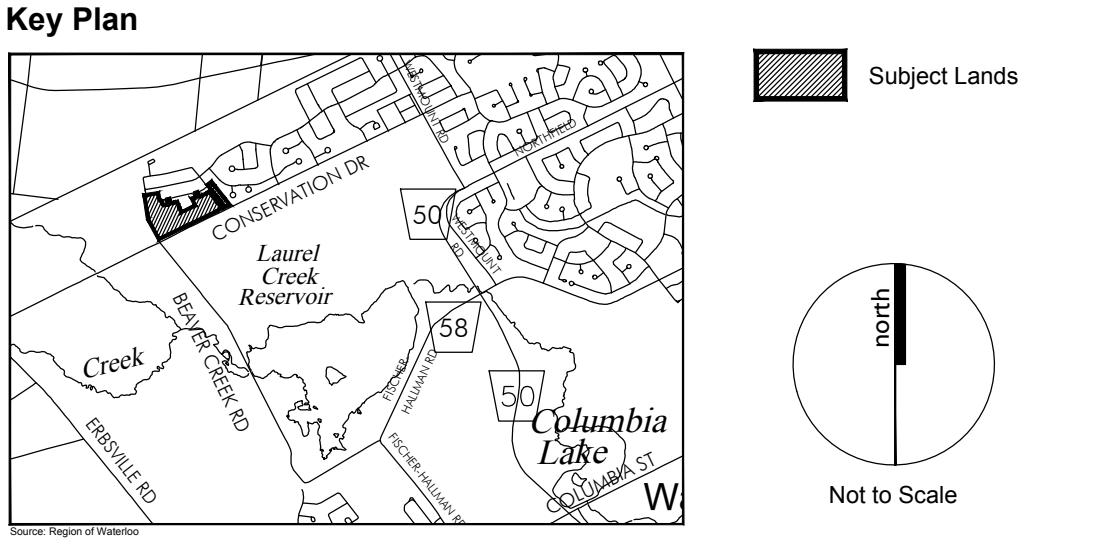 Key Plan
Subject Lands
WESTMOUNT RD
NORTHFIELD
CONSERVATION DR
50
WESTMOUNT
RD
Laurel
Creek
Reservoir
north
BEAVER CREEK RD
58
Creek
FISCHER
HALLMAN RD
50
Columbia
Lake
ERBSVILLE RD
FISCHER-HALLMAN RD
COLUMBIA ST
Wa
Not to Scale
Source: Region of Waterloo